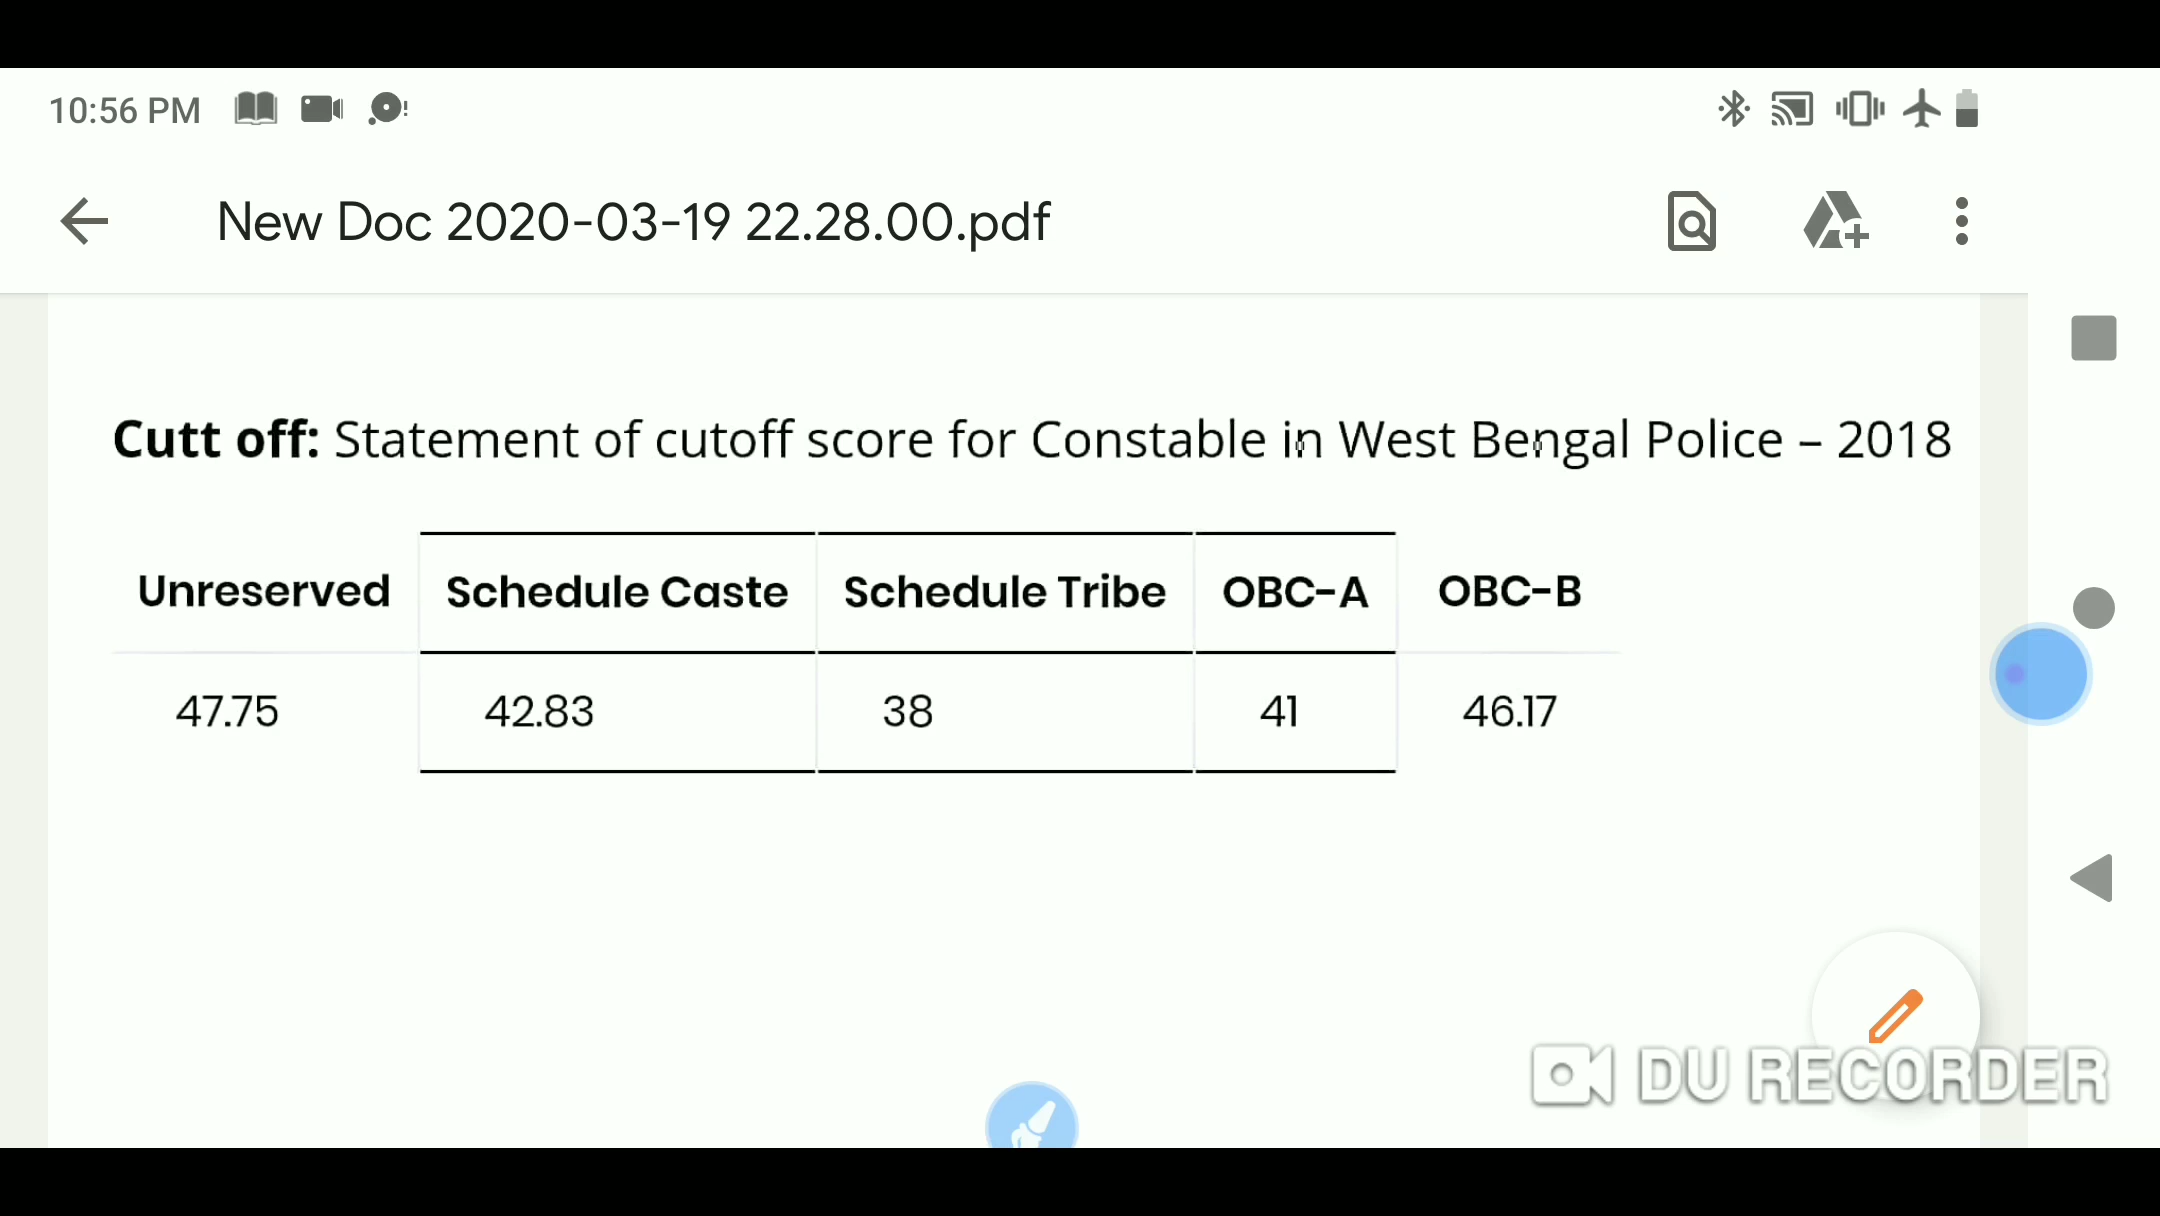 10:56 PM
New Doc 2020-03-19 22.28.00.pdf
Cutt off: Statement of cutoff score for Constable in West Bengal Police – 2018
Unreserved Schedule Caste Schedule Tribe OBC-A OBC-B
47.75 42.83 38 41 46.17
DU RECORDER